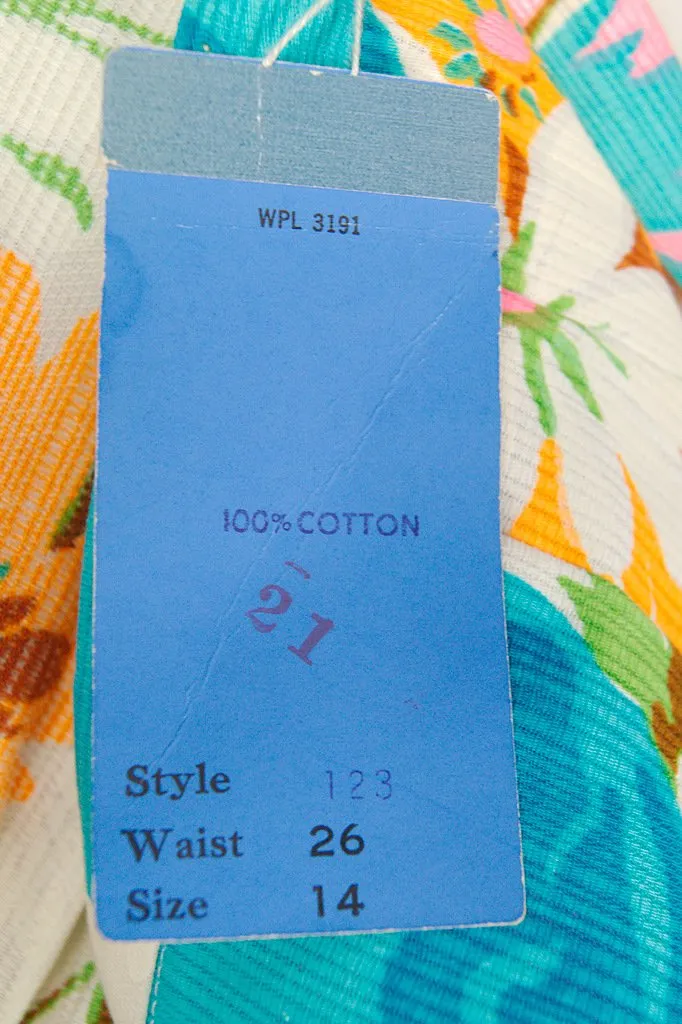 WPL 3191
100% COTTON
21
Style 123
Waist 26
Size 14